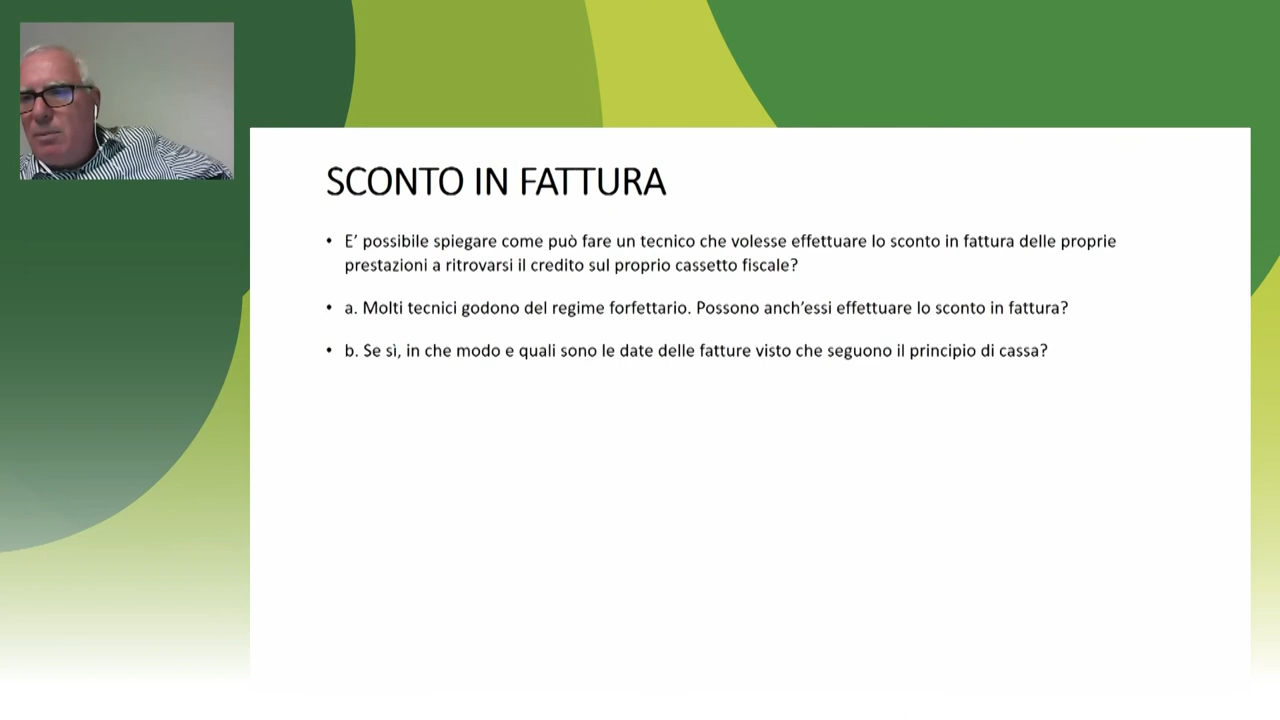 SCONTO IN FATTURA
• E’ possibile spiegare come può fare un tecnico che volesse effettuare lo sconto in fattura delle proprie
prestazioni a ritrovarsi il credito sul proprio cassetto fiscale?
• a. Molti tecnici godono del regime forfettario. Possono anch’essi effettuare lo sconto in fattura?
• b. Se sì, in che modo e quali sono le date delle fatture visto che seguono il principio di cassa?